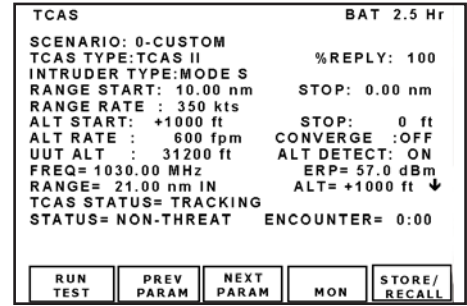 TCAS BAT 2.5 Hr
SCENARIO: 0-CUSTOM
TCAS TYPE:TCAS II %REPLY: 100
INTRUDER TYPE:MODE S
RANGE START: 10.00 nm STOP: 0.00 nm
RANGE RATE : 350 kts
ALT START: +1000 ft STOP: 0 ft
ALT RATE : 600 fpm CONVERGE :OFF
UUT ALT : 31200 ft ALT DETECT: ON
FREQ= 1030.00 MHz ERP= 57.0 dBm
RANGE= 21.00 nm IN ALT= +1000 ft ↓
TCAS STATUS= TRACKING
STATUS= NON-THREAT ENCOUNTER= 0:00
RUN TEST PREV PARAM NEXT PARAM MON STORE/ RECALL